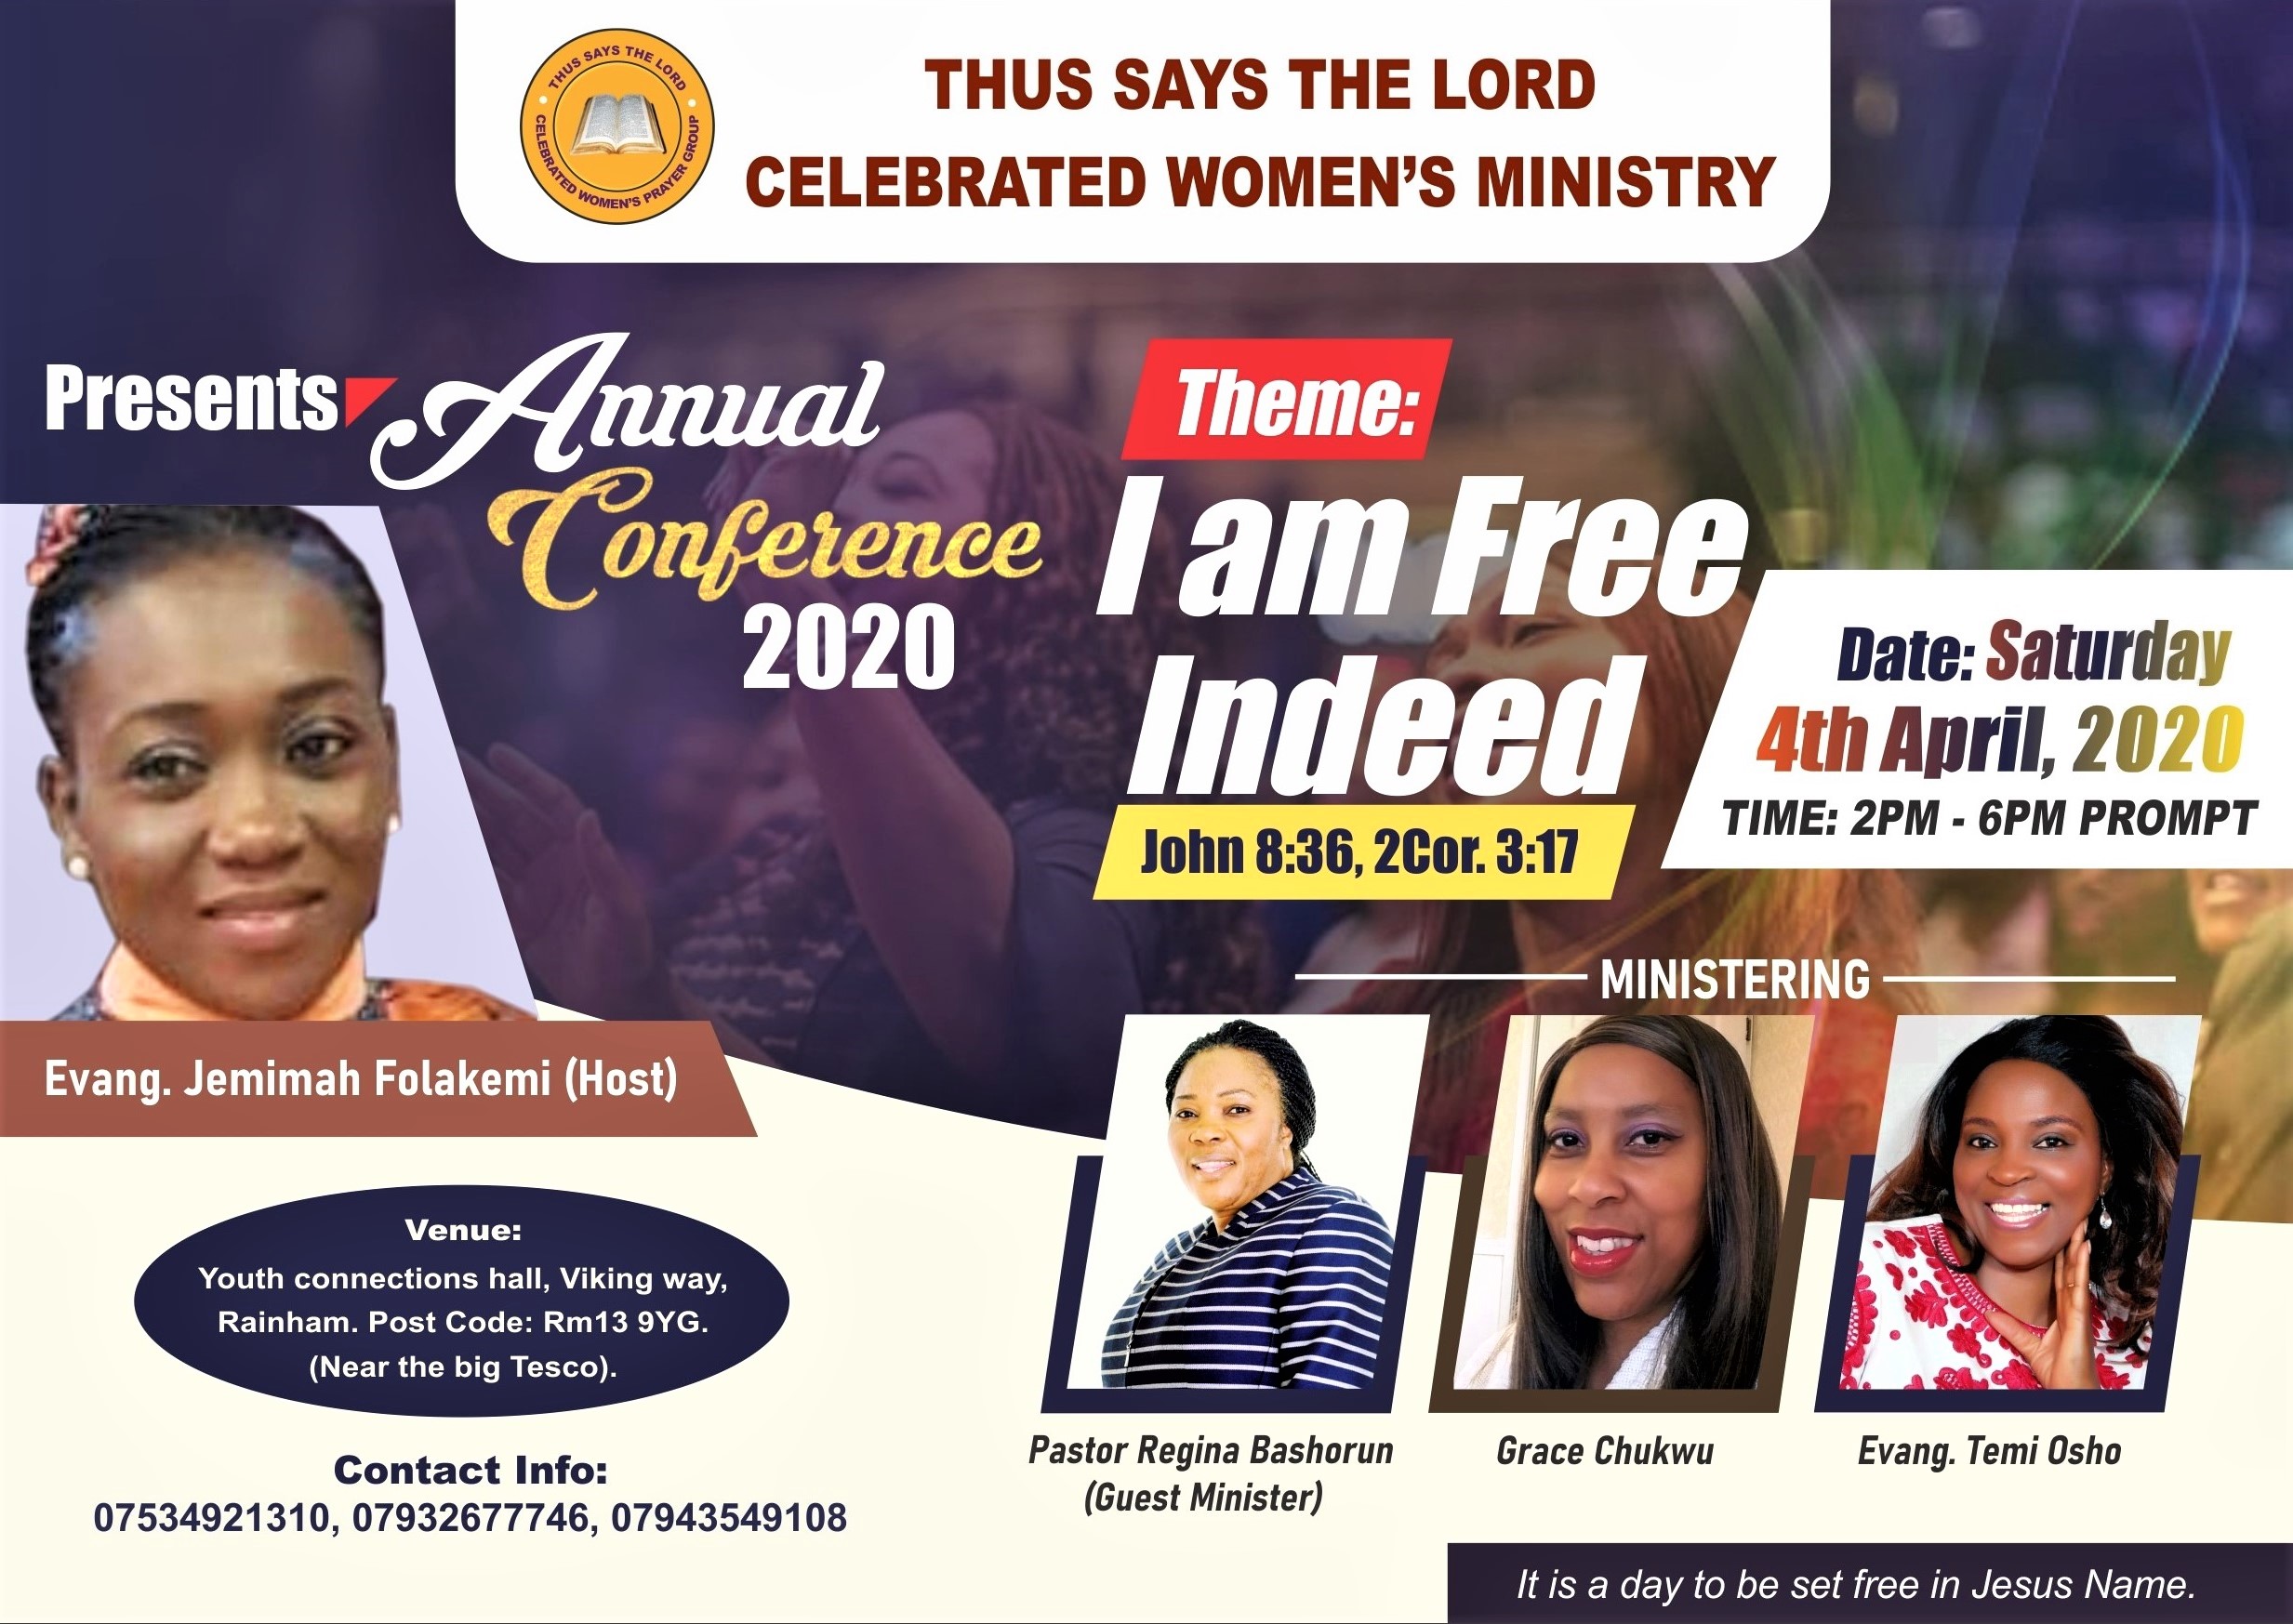 THUS SAYS THE LORD
CELEBRATED WOMEN'S PRAYER GROUP
THUS SAYS THE LORD
CELEBRATED WOMEN'S MINISTRY
Presents
Annual
Conference
2020
Theme:
I am Free
Indeed
John 8:36, 2Cor. 3:17
Date: Saturday
4th April, 2020
TIME: 2PM - 6PM PROMPT
Evang. Jemimah Folakemi (Host)
MINISTERING
Pastor Regina Bashorun
(Guest Minister)
Grace Chukwu
Evang. Temi Osho
Venue:
Youth connections hall, Viking way,
Rainham. Post Code: Rm13 9YG.
(Near the big Tesco).
Contact Info:
07534921310, 07932677746, 07943549108
It is a day to be set free in Jesus Name.